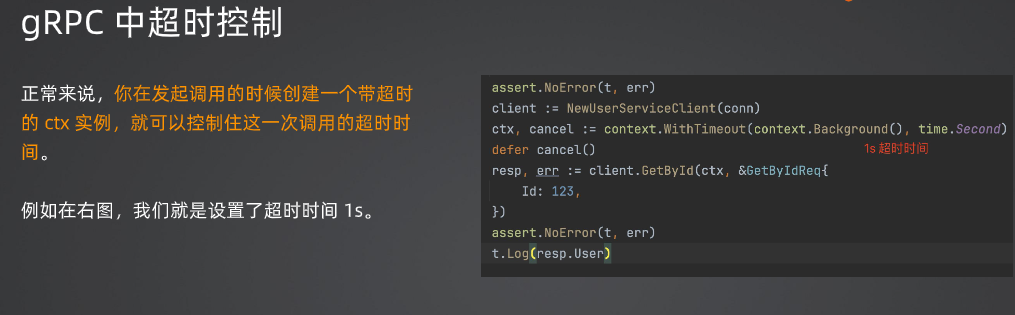 gRPC 中超时控制
正常来说，你在发起调用的时候创建一个带超时
的 ctx 实例，就可以控制住这一次调用的超时时
间。
例如在右图，我们就是设置了超时时间 1s。
assert.NoError(t, err)
client := NewUserServiceClient(conn)
ctx, cancel := context.WithTimeout(context.Background(), time.Second)
defer cancel()
1s 超时时间
resp, err := client.GetById(ctx, &GetByIdReq{
Id: 123,
})
assert.NoError(t, err)
t.Log(resp.User)